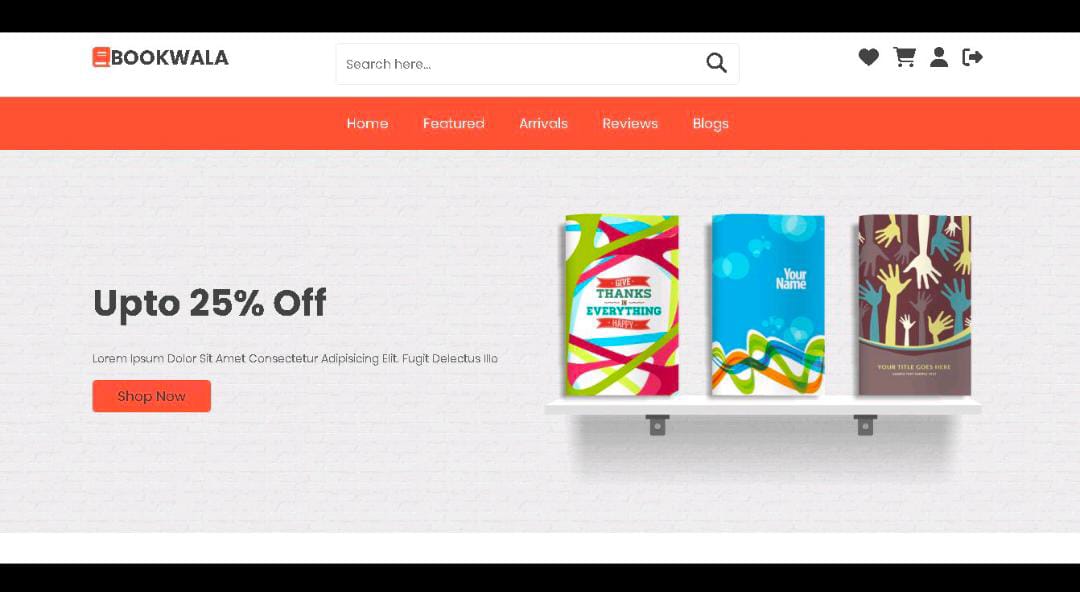 BOOKWALA
Search here...
Home Featured Arrivals Reviews Blogs
Upto 25% Off
Lorem Ipsum Dolor Sit Amet Consectetur Adipisicing Elit. Fugit Delectus Illo
Shop Now
GIVE
THANKS
IN
EVERYTHING
HAPPY
Your
Name
YOUR TITLE GOES HERE